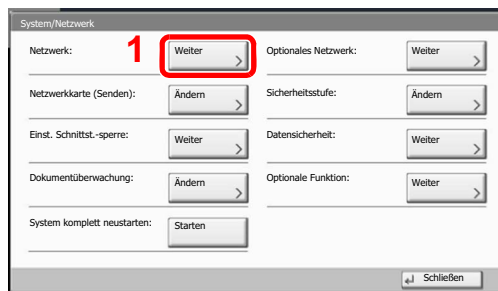 System/Netzwerk
Netzwerk:
1
Weiter
Optionales Netzwerk:
Weiter
Netzwerkkarte (Senden):
Ändern
Sicherheitsstufe:
Ändern
Einst. Schnittst.-sperre:
Weiter
Datensicherheit:
Weiter
Dokumentüberwachung:
Ändern
Optionale Funktion:
Weiter
System komplett neustarten:
Starten
Schließen